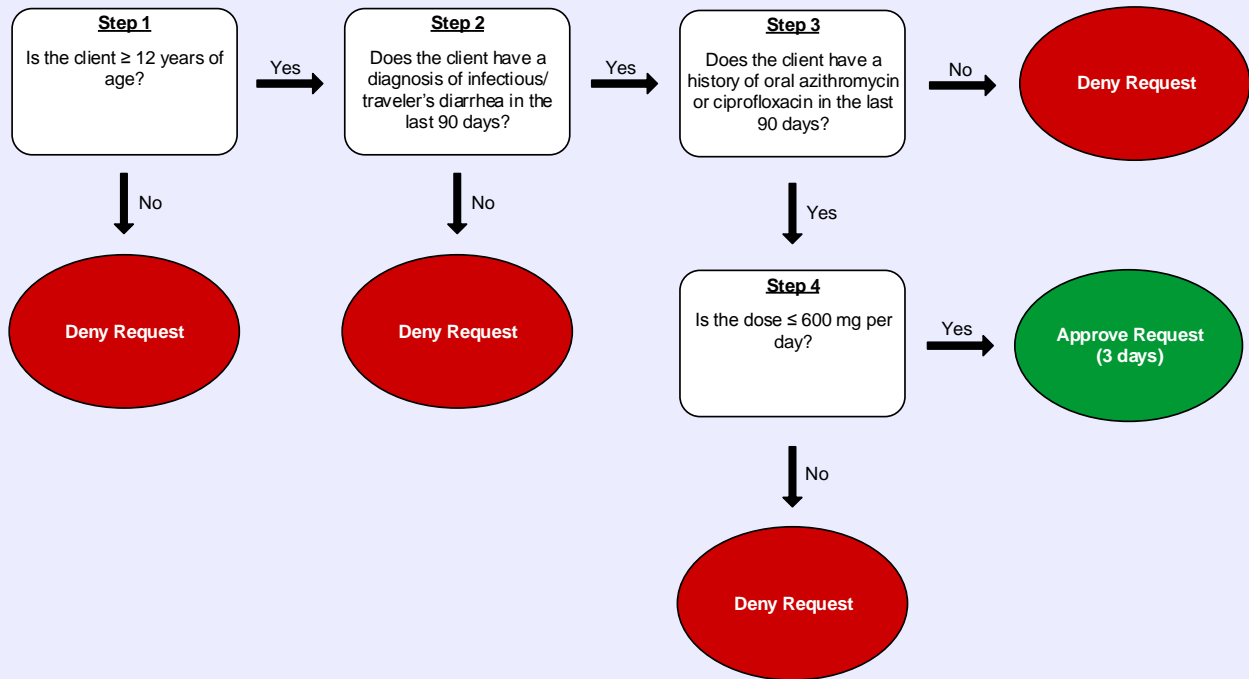 Step 1
Is the client ≥ 12 years of
age?
Yes
Step 2
Does the client have a
diagnosis of infectious/
traveler’s diarrhea in the
last 90 days?
Yes
Step 3
Does the client have a
history of oral azithromycin
or ciprofloxacin in the last
90 days?
No
Deny Request
No
Deny Request
No
Deny Request
Yes
Step 4
Is the dose ≤ 600 mg per
day?
Yes
Approve Request
(3 days)
No
Deny Request